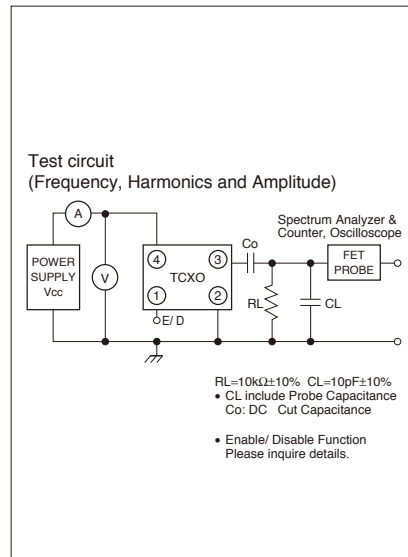 Test circuit
(Frequency, Harmonics and Amplitude)
A
Spectrum Analyzer &
Counter, Oscilloscope
POWER
SUPPLY
Vcc
V
4
3
TCXO
1
2
E/ D
Co
RL
CL
FET
PROBE
RL=10kΩ±10% CL=10pF±10%
• CL include Probe Capacitance
Co: DC Cut Capacitance
• Enable/ Disable Function
Please inquire details.